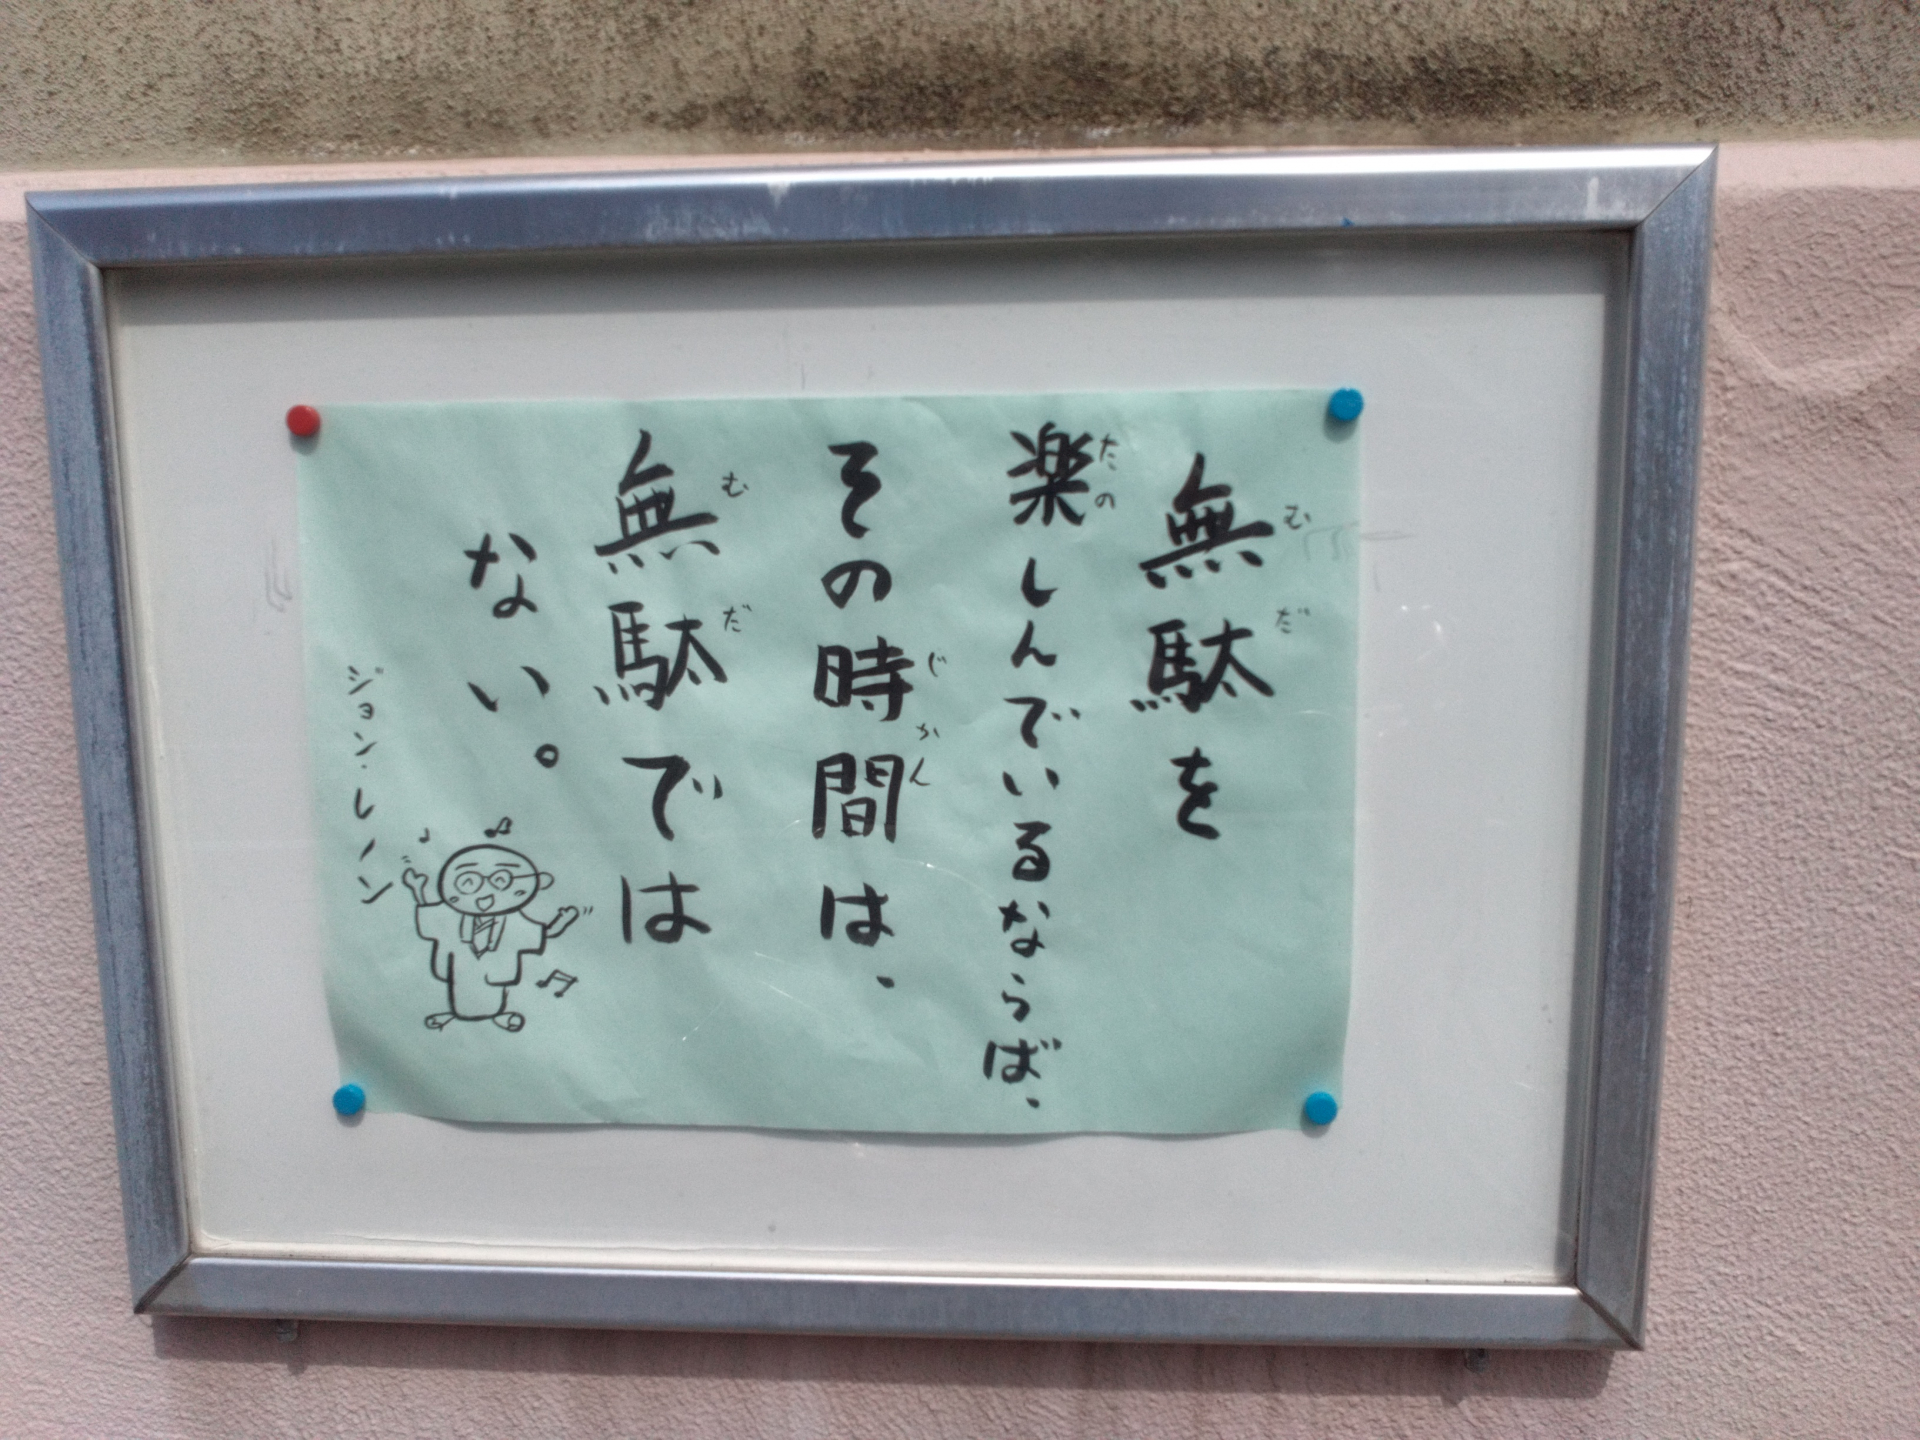 無駄を
楽しんでいるならば、
その時間は、
無駄では
ない。
ジョン・レノン